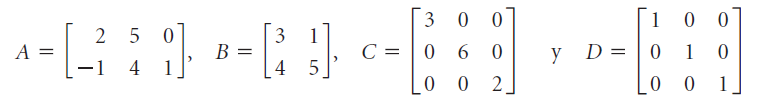 A = [2 5 0; -1 4 1], B = [3 1; 4 5], C = [3 0 0; 0 6 0; 0 0 2] y D = [1 0 0; 0 1 0; 0 0 1]